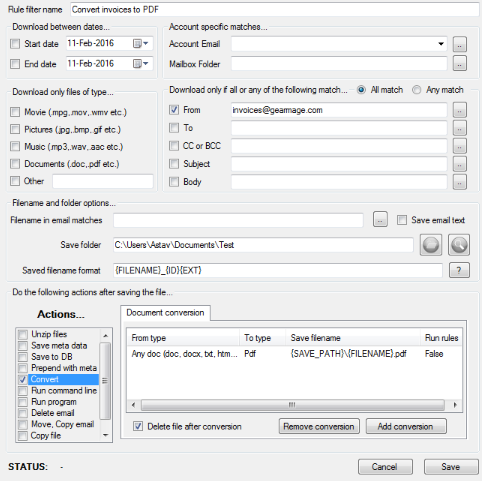 Rule filter name Convert invoices to PDF
Download between dates...
Start date 11-Feb-2016
End date 11-Feb-2016
Account specific matches...
Account Email ..
Mailbox Folder ..
Download only files of type...
Movie (.mpg,.mov,.wmv etc.)
Pictures (.jpg,.bmp,.gif etc.)
Music (.mp3,.wav,.aac etc.)
Documents (.doc,.pdf etc.)
Other
Download only if all or any of the following match... All match Any match
From invoices@gearmage.com ..
To ..
CC or BCC ..
Subject ..
Body ..
Filename and folder options...
Filename in email matches .. Save email text
Save folder C:\Users\Astav\Documents\Test
Saved filename format {FILENAME}_{ID}{EXT} ?
Do the following actions after saving the file...
Actions...
Unzip files
Save meta data
Save to DB
Prepend with meta
Convert
Run command line
Run program
Delete email
Move, Copy email
Copy file
Document conversion
From type To type Save filename Run rules
Any doc (doc, docx, txt, htm... Pdf {SAVE_PATH}\{FILENAME}.pdf False
Delete file after conversion Remove conversion Add conversion
STATUS: - Cancel Save